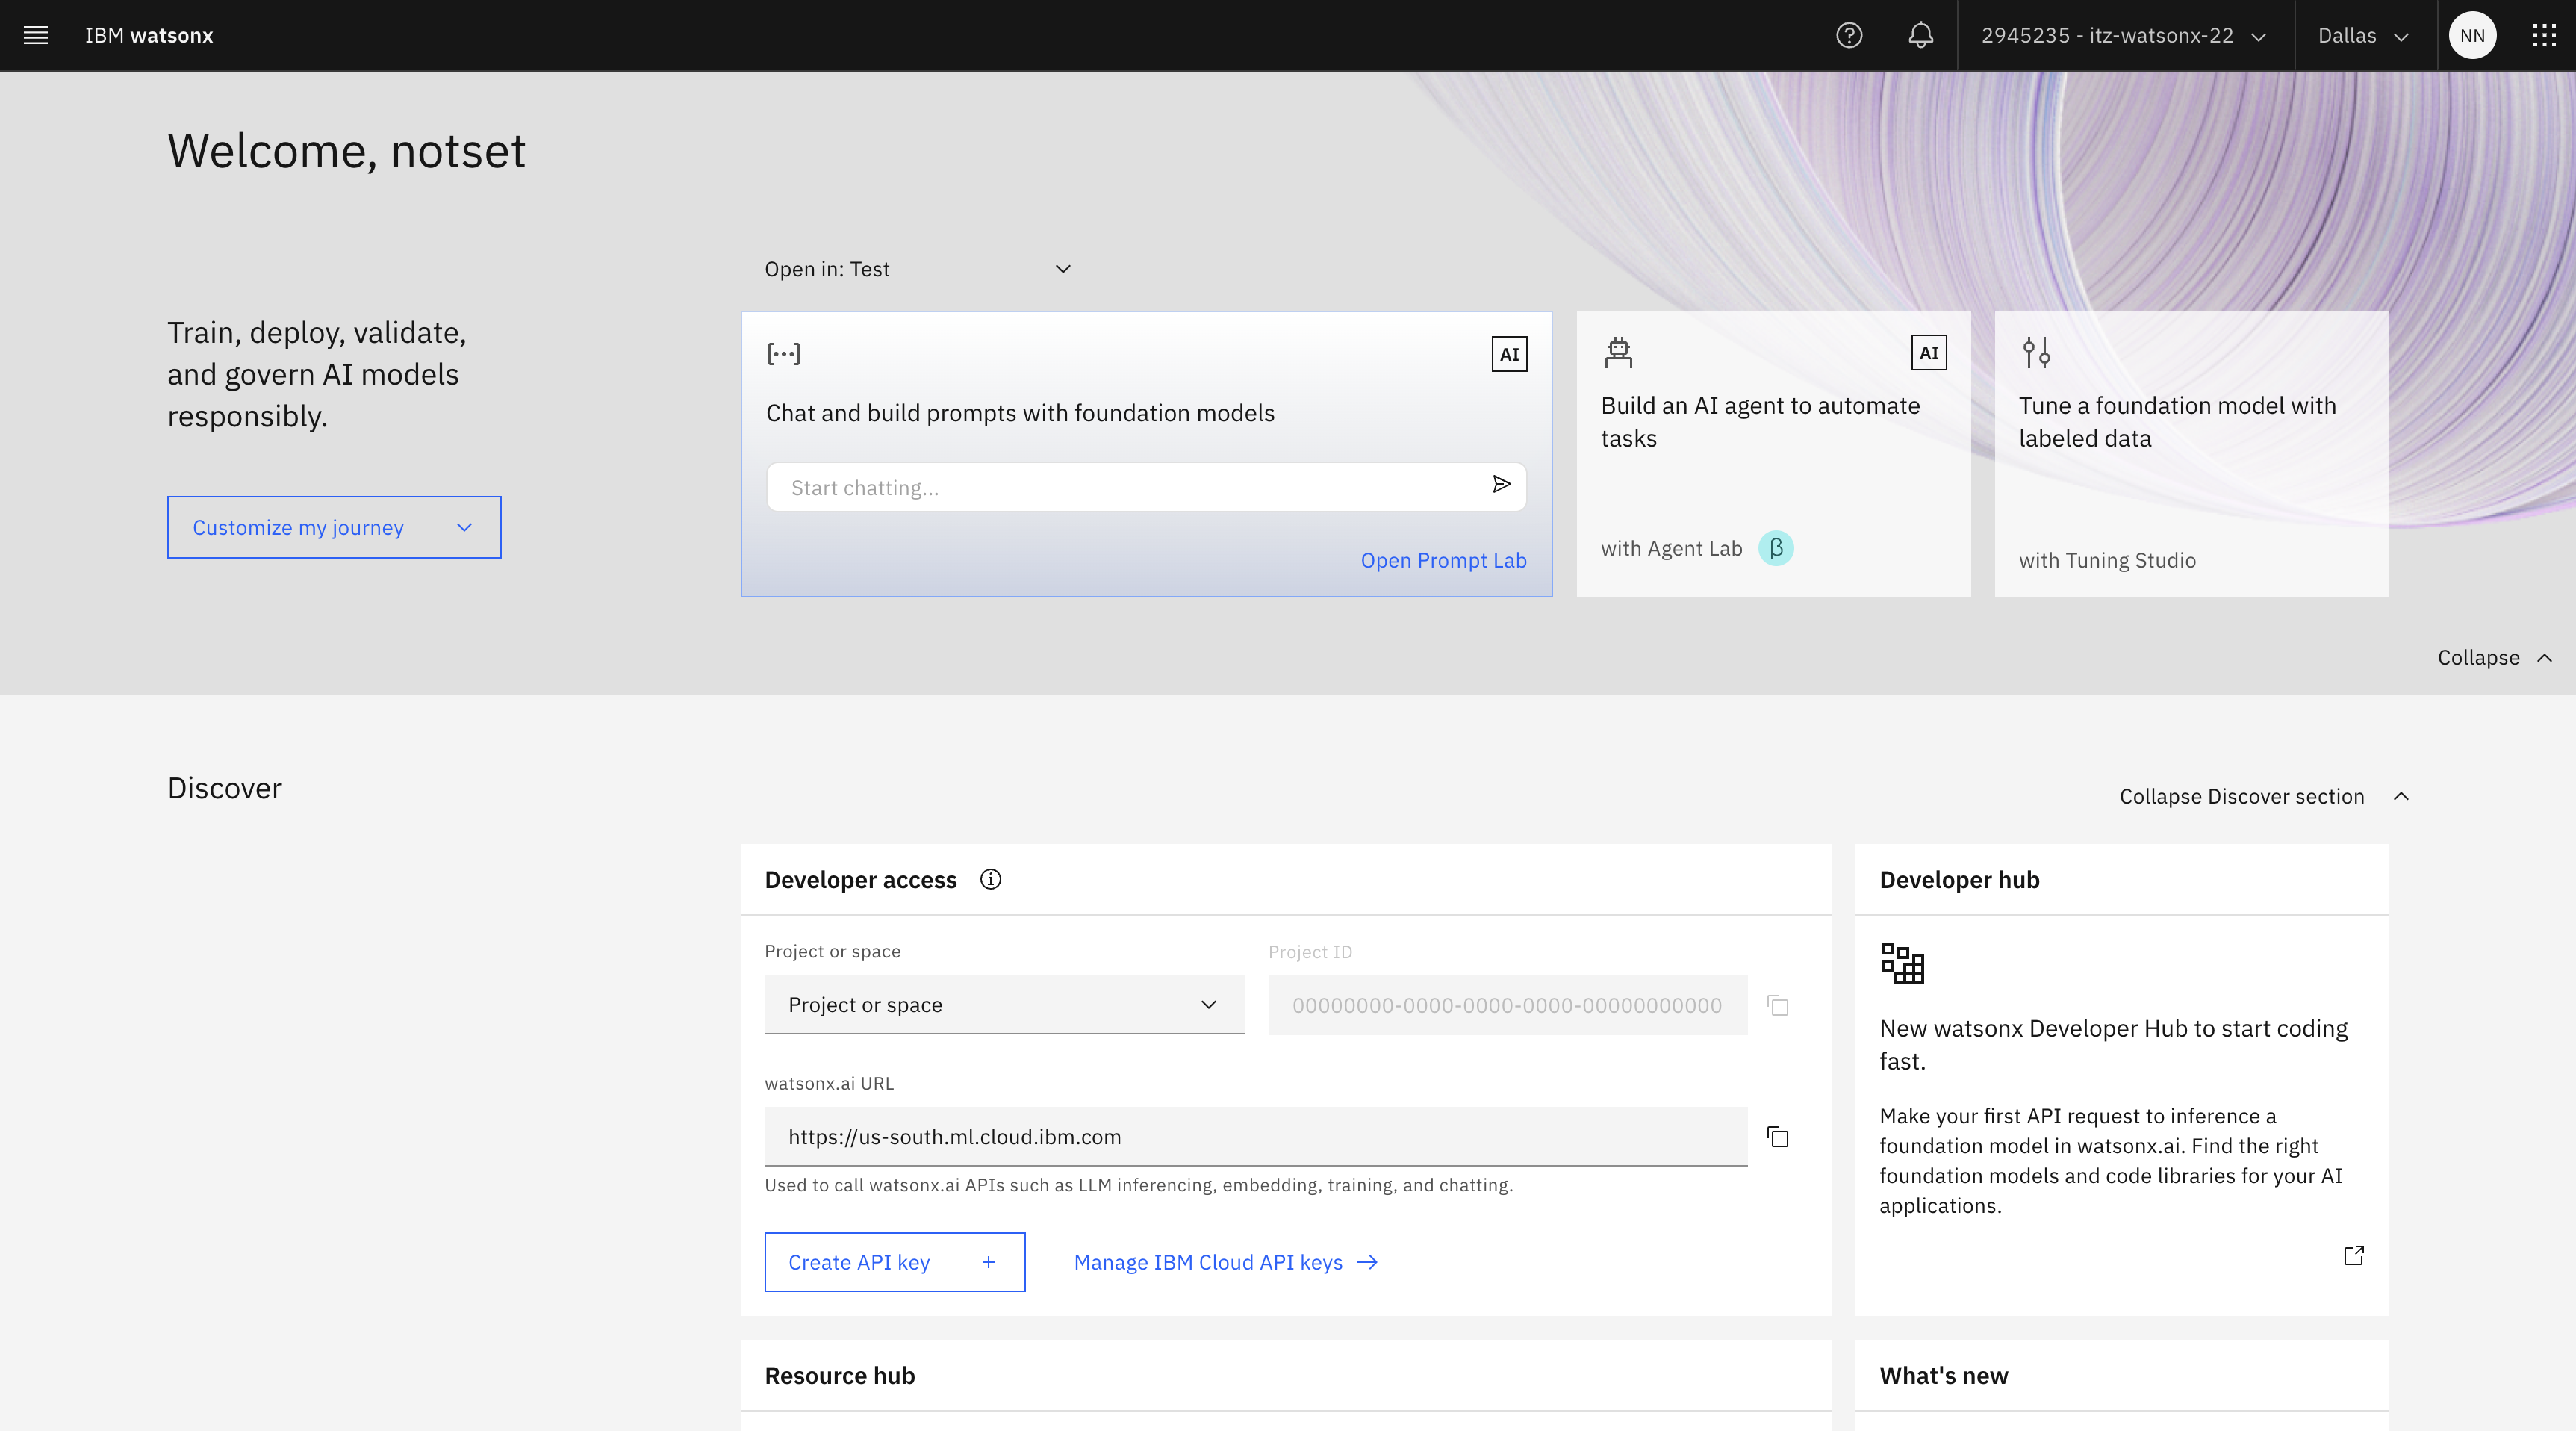 IBM watsonx
2945235 - itz-watsonx-22
Dallas
NN
Welcome, notset
Open in: Test
Train, deploy, validate,
and govern AI models
responsibly.
Customize my journey
AI
Chat and build prompts with foundation models
Start chatting...
Open Prompt Lab
AI
Build an AI agent to automate
tasks
with Agent Lab β
Tune a foundation model with
labeled data
with Tuning Studio
Collapse
Discover
Collapse Discover section
Developer access
Project or space
Project or space
Project ID
00000000-0000-0000-0000-00000000000
watsonx.ai URL
https://us-south.ml.cloud.ibm.com
Used to call watsonx.ai APIs such as LLM inferencing, embedding, training, and chatting.
Create API key +
Manage IBM Cloud API keys →
Developer hub
New watsonx Developer Hub to start coding
fast.
Make your first API request to inference a
foundation model in watsonx.ai. Find the right
foundation models and code libraries for your AI
applications.
Resource hub
What's new